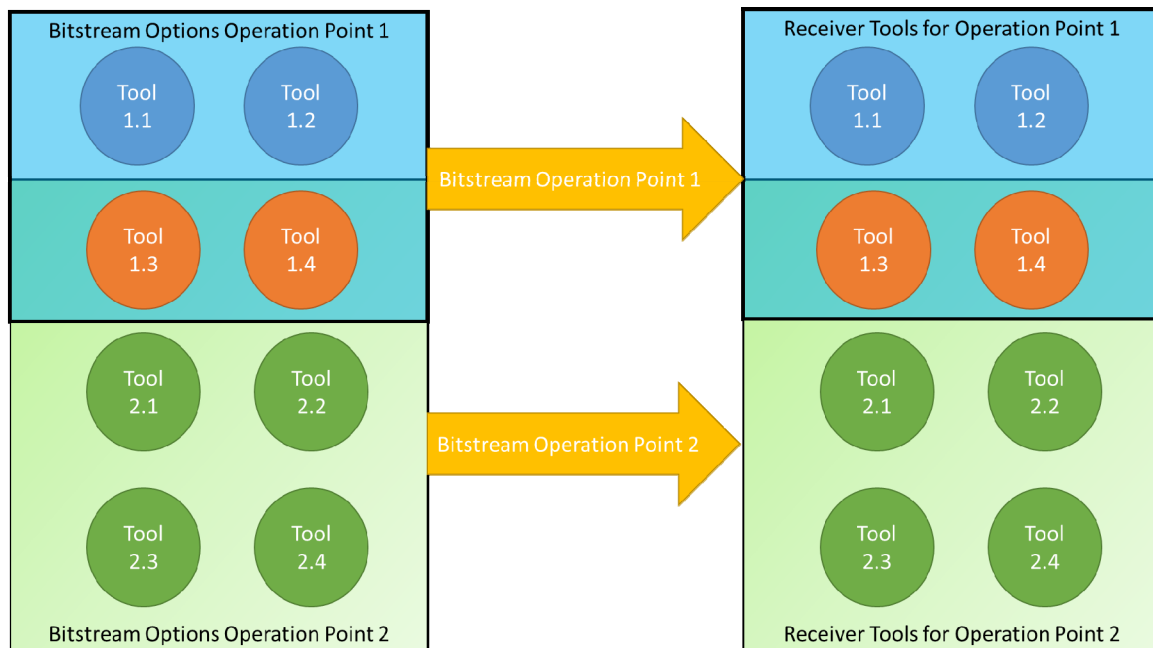 Bitstream Options Operation Point 1
Tool
1.1
Tool
1.2
Tool
1.3
Tool
1.4
Tool
2.1
Tool
2.2
Tool
2.3
Tool
2.4
Bitstream Options Operation Point 2
Bitstream Operation Point 1
Bitstream Operation Point 2
Receiver Tools for Operation Point 1
Tool
1.1
Tool
1.2
Tool
1.3
Tool
1.4
Tool
2.1
Tool
2.2
Tool
2.3
Tool
2.4
Receiver Tools for Operation Point 2